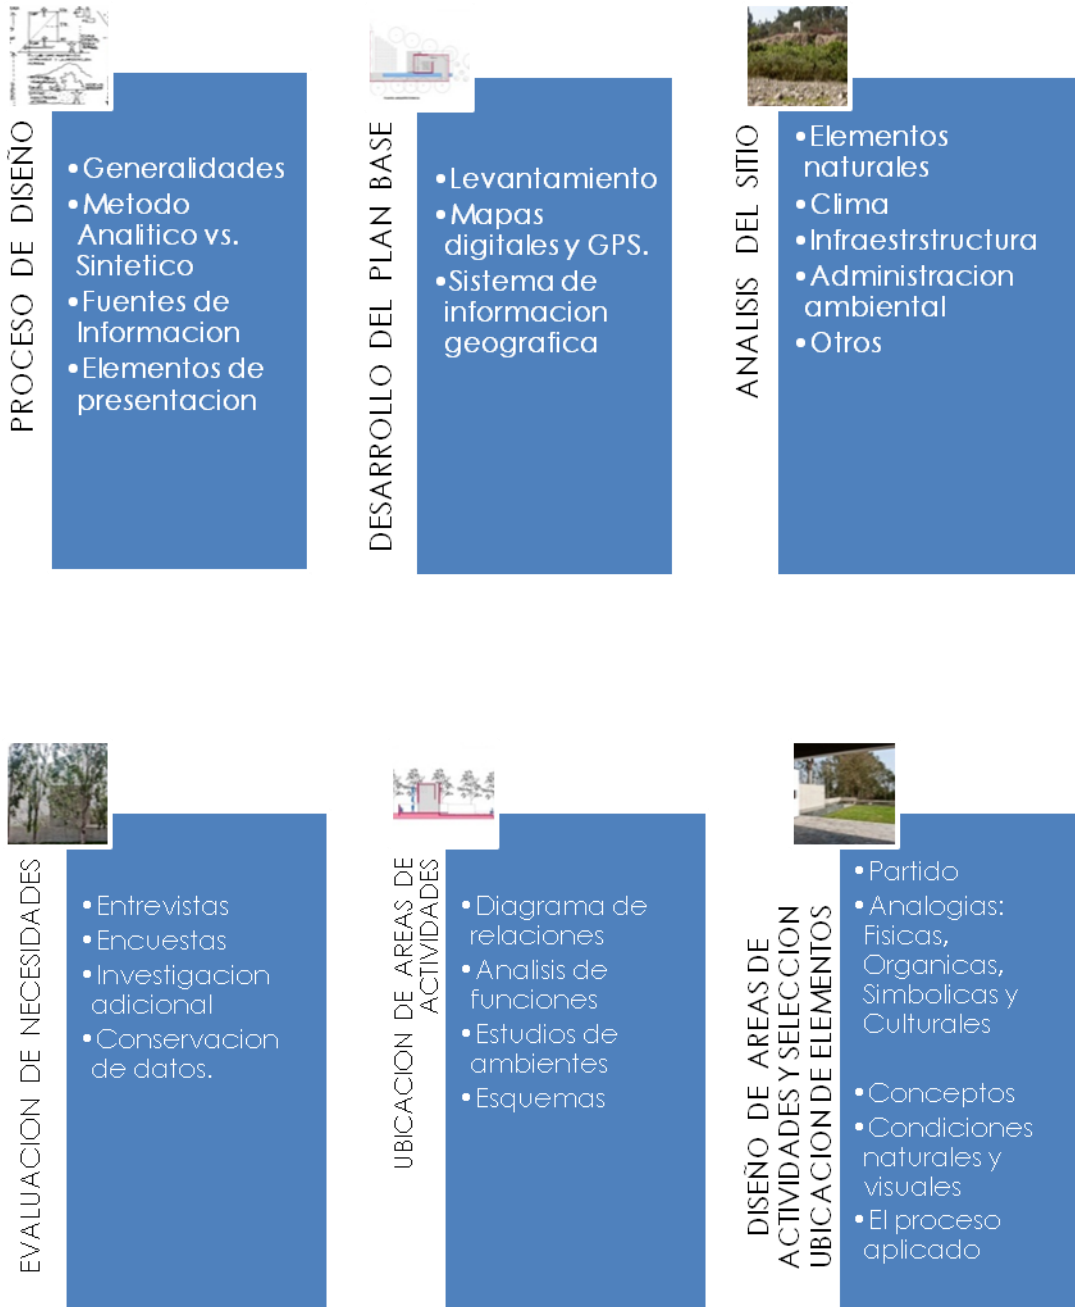 PROCESO DE DISEÑO
•Generalidades
•Metodo
Analitico vs.
Sintetico
•Fuentes de
Informacion
•Elementos de
presentacion
DESARROLLO DEL PLAN BASE
•Levantamiento
•Mapas
digitales y GPS.
•Sistema de
informacion
geografica
ANALISIS DEL SITIO
•Elementos
naturales
•Clima
•Infraestrstructura
•Administracion
ambiental
•Otros
EVALUACION DE NECESIDADES
•Entrevistas
•Encuestas
•Investigacion
adicional
•Conservacion
de datos.
UBICACION DE AREAS DE
ACTIVIDADES
•Diagrama de
relaciones
•Analisis de
funciones
•Estudios de
ambientes
•Esquemas
DISEÑO DE AREAS DE
ACTIVIDADES Y SELECCION
UBICACION DE ELEMENTOS
•Partido
•Analogias:
Fisicas,
Organicas,
Simbolicas y
Culturales
•Conceptos
•Condiciones
naturales y
visuales
•El proceso
aplicado